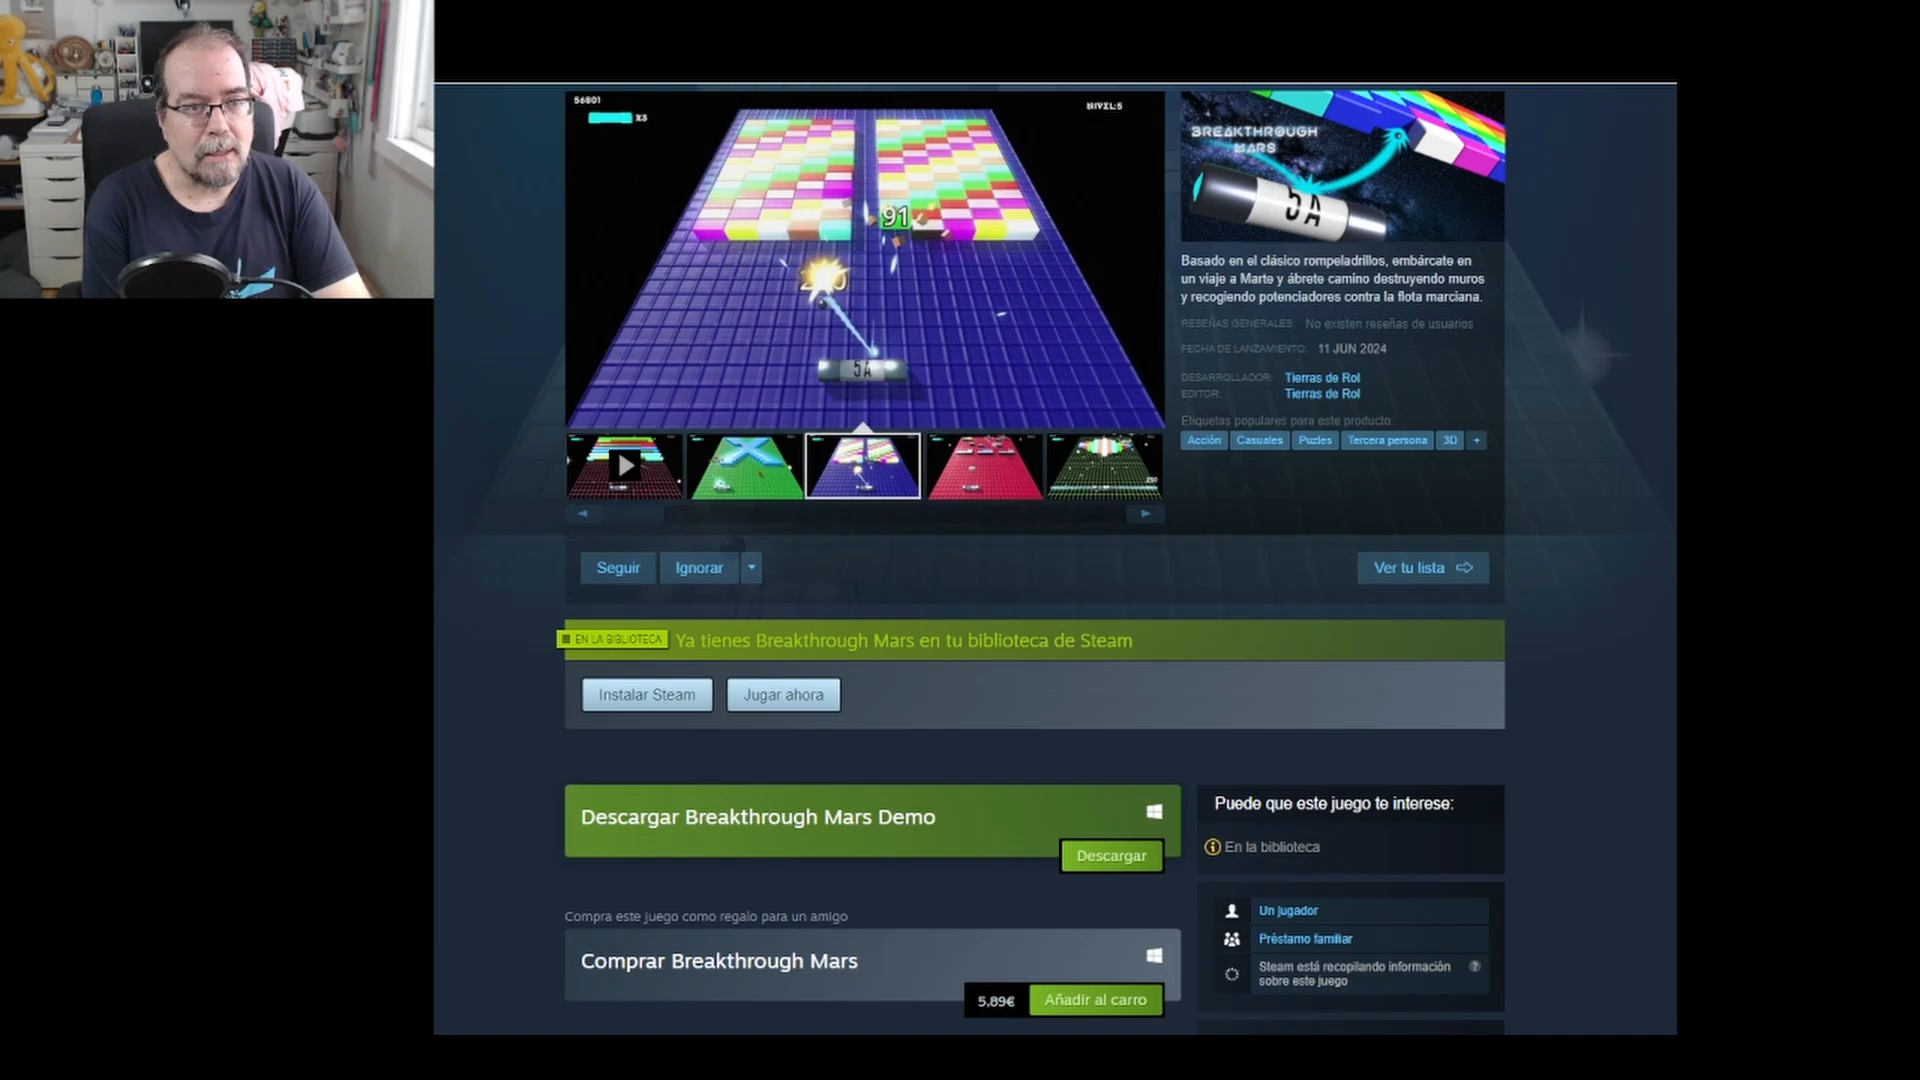 56801
X3
NIVEL:5
91
5A
BREAKTHROUGH
MARS
5A
Basado en el clásico rompeladrillos, embárcate en
un viaje a Marte y ábrete camino destruyendo muros
y recogiendo potenciadores contra la flota marciana.
RESEÑAS GENERALES: No existen reseñas de usuarios
FECHA DE LANZAMIENTO: 11 JUN 2024
DESARROLLADOR: Tierras de Rol
EDITOR: Tierras de Rol
Etiquetas populares para este producto:
Acción Casuales Puzles Tercera persona 3D +
Seguir Ignorar Ver tu lista
EN LA BIBLIOTECA Ya tienes Breakthrough Mars en tu biblioteca de Steam
Instalar Steam Jugar ahora
Descargar Breakthrough Mars Demo
Descargar
Puede que este juego te interese:
En la biblioteca
Compra este juego como regalo para un amigo
Comprar Breakthrough Mars
5,89€ Añadir al carro
Un jugador
Préstamo familiar
Steam está recopilando información ?
sobre este juego